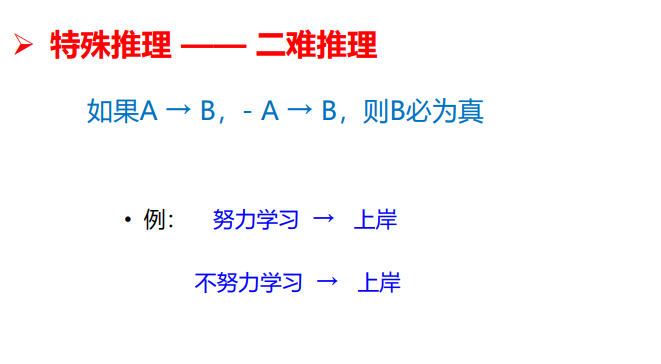 ➢ 特殊推理 —— 二难推理
如果A → B，- A → B，则B必为真
• 例： 努力学习 → 上岸
不努力学习 → 上岸